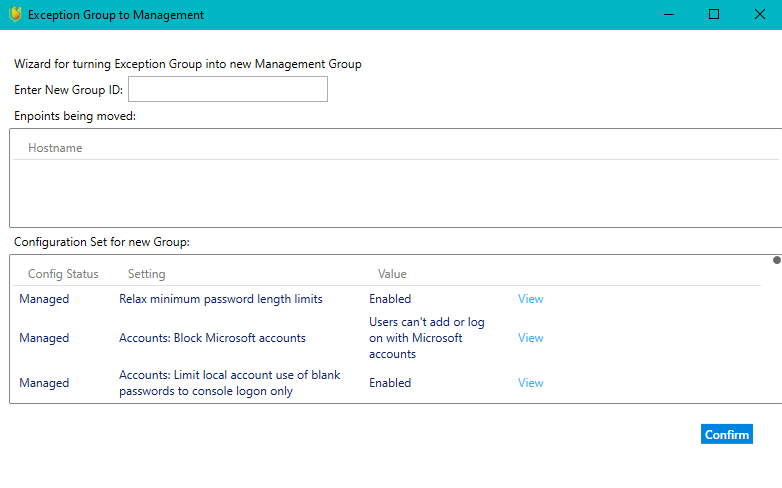 Exception Group to Management
Wizard for turning Exception Group into new Management Group
Enter New Group ID:
Enpoints being moved:
Hostname
Configuration Set for new Group:
Config Status Setting Value
Managed Relax minimum password length limits Enabled View
Managed Accounts: Block Microsoft accounts Users can't add or log
on with Microsoft
accounts View
Managed Accounts: Limit local account use of blank
passwords to console logon only Enabled View
Confirm